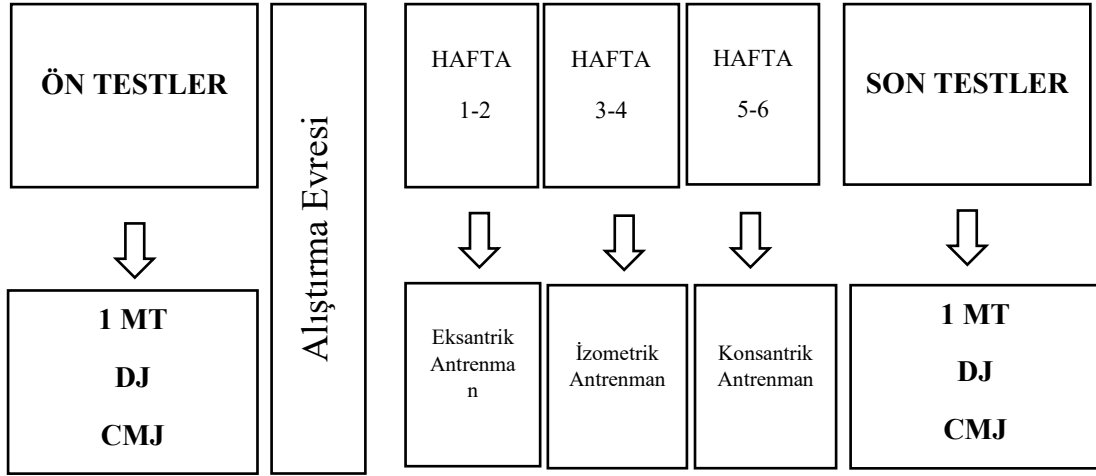 ÖN TESTLER
1 MT
DJ
CMJ
Alıştırma Evresi
HAFTA
1-2
Eksantrik
Antrenma
n
HAFTA
3-4
İzometrik
Antrenman
HAFTA
5-6
Konsantrik
Antrenman
SON TESTLER
1 MT
DJ
CMJ